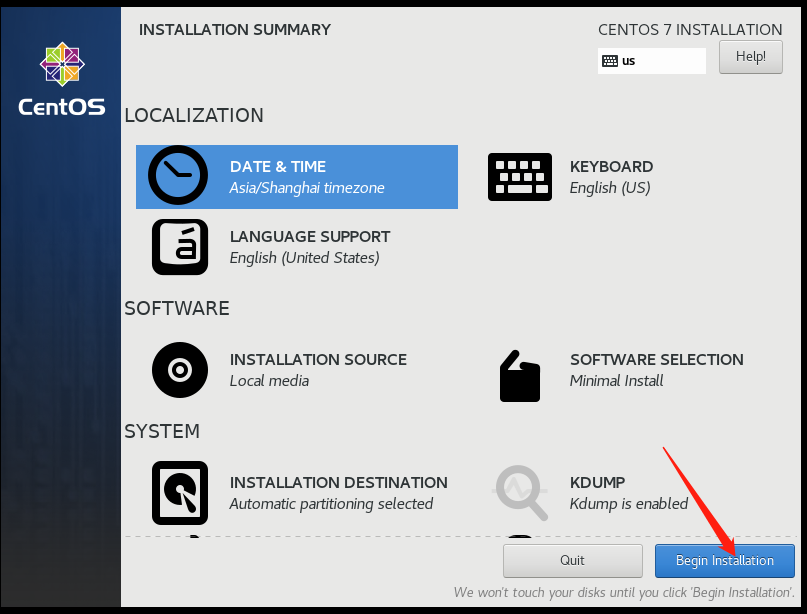 INSTALLATION SUMMARY
CENTOS 7 INSTALLATION
us
Help!
CentOS
LOCALIZATION
DATE & TIME
Asia/Shanghai timezone
KEYBOARD
English (US)
LANGUAGE SUPPORT
English (United States)
SOFTWARE
INSTALLATION SOURCE
Local media
SOFTWARE SELECTION
Minimal Install
SYSTEM
INSTALLATION DESTINATION
Automatic partitioning selected
KDUMP
Kdump is enabled
Quit
Begin Installation
We won't touch your disks until you click 'Begin Installation'.